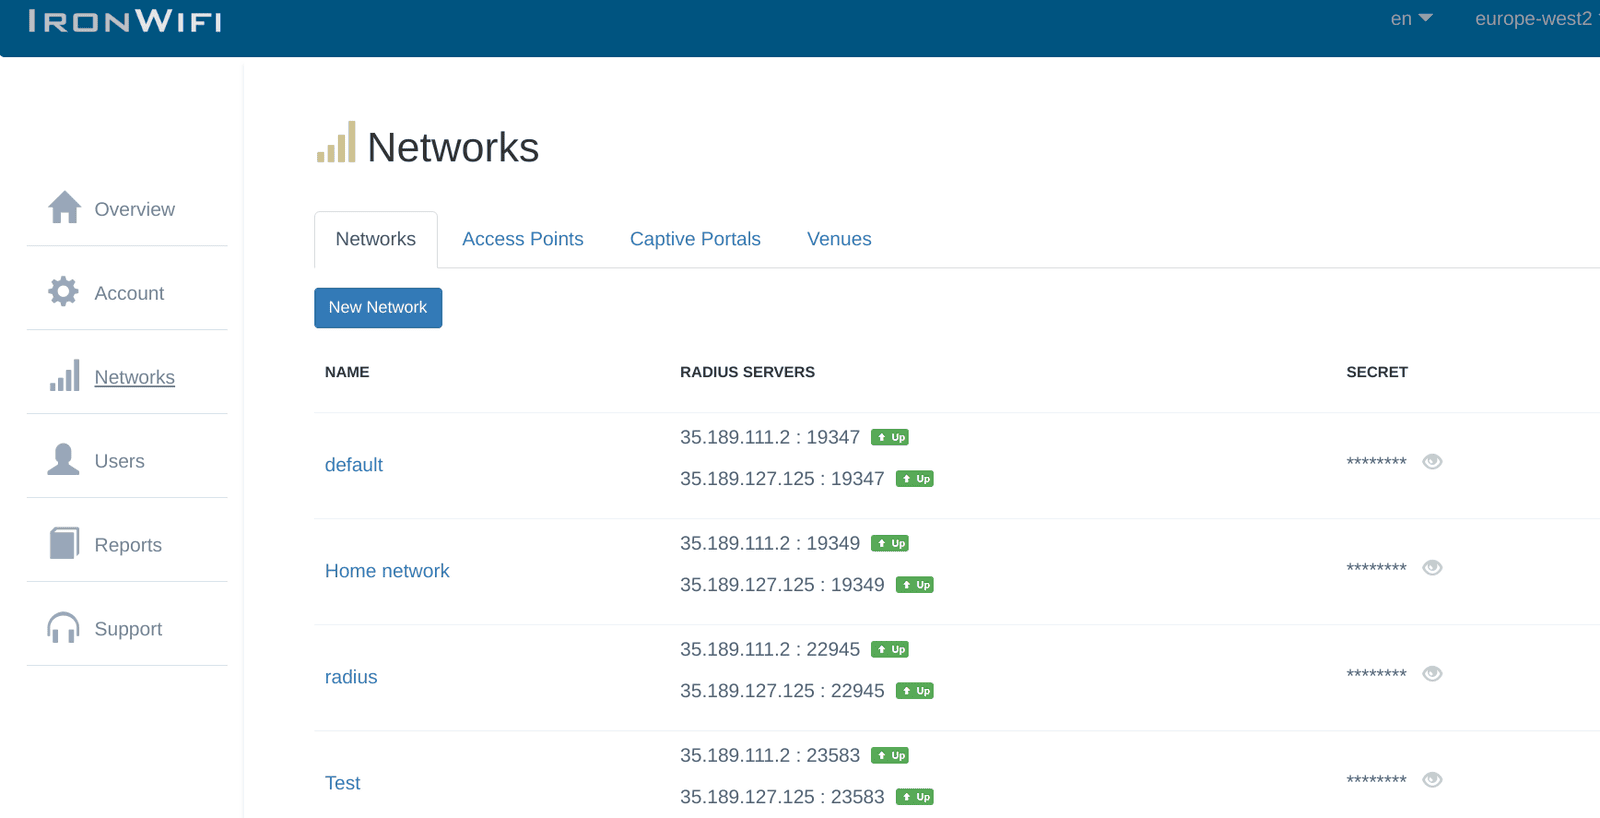 IRONWIFI
en
europe-west2
Networks
Overview
Account
Networks
Users
Reports
Support
Networks
Access Points
Captive Portals
Venues
New Network
NAME
RADIUS SERVERS
SECRET
default
35.189.111.2 : 19347 Up
35.189.127.125 : 19347 Up
********
Home network
35.189.111.2 : 19349 Up
35.189.127.125 : 19349 Up
********
radius
35.189.111.2 : 22945 Up
35.189.127.125 : 22945 Up
********
Test
35.189.111.2 : 23583 Up
35.189.127.125 : 23583 Up
********